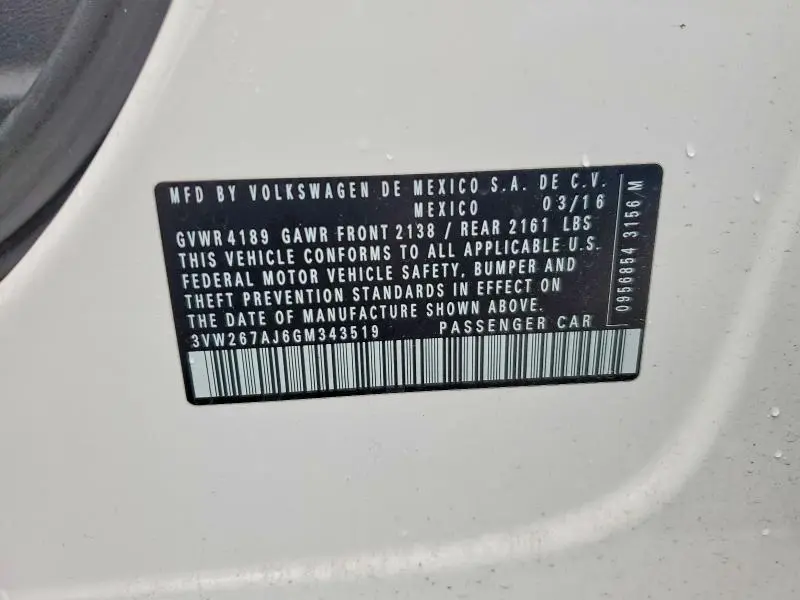 MFD BY VOLKSWAGEN DE MEXICO S.A. DE C.V.
MEXICO 03/16
GVWR 4189 GAWR FRONT 2138 / REAR 2161 LBS
THIS VEHICLE CONFORMS TO ALL APPLICABLE U.S.
FEDERAL MOTOR VEHICLE SAFETY, BUMPER AND
THEFT PREVENTION STANDARDS IN EFFECT ON
THE DATE OF MANUFACTURE SHOWN ABOVE.
3VW267AJ6GM343519 PASSENGER CAR
0956854 3156/M